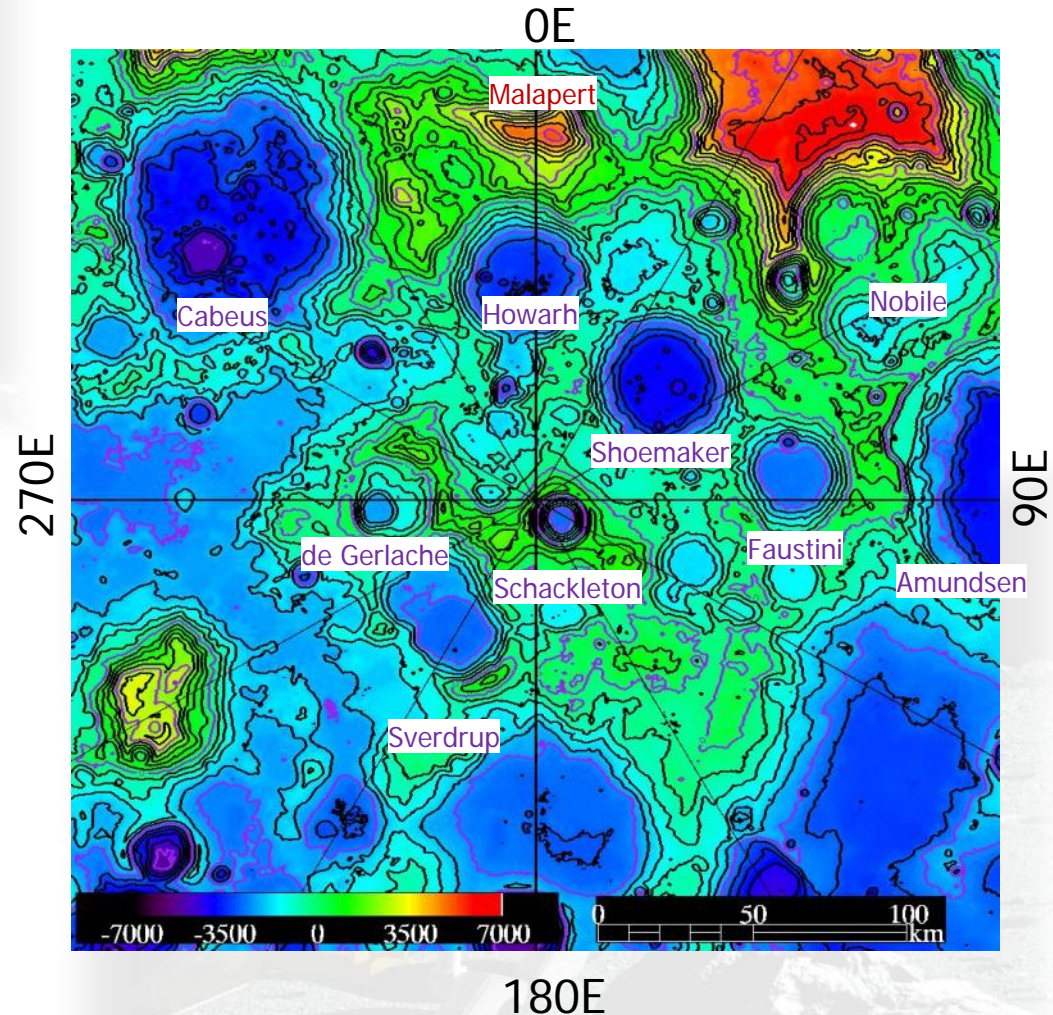 0E
Malapert
Cabeus
Howarh
Nobile
Shoemaker
270E
90E
de Gerlache
Schackleton
Faustini
Amundsen
Sverdrup
-7000 -3500 0 3500 7000
0 50 100
km
180E